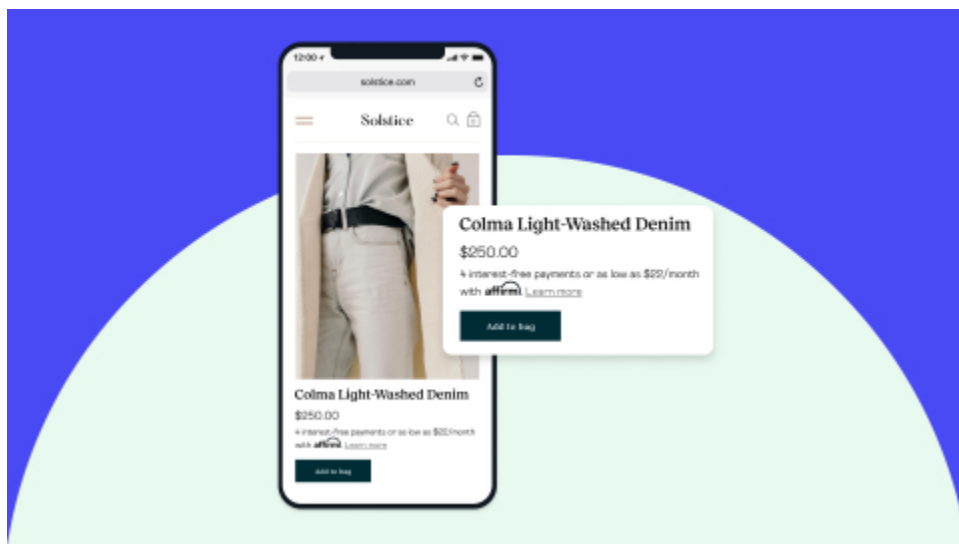 12:00
solstice.com
Solstice
Colma Light-Washed Denim
$250.00
4 interest-free payments or as low as $22/month
with affirm. Learn more
Add to bag
Colma Light-Washed Denim
$250.00
4 interest-free payments or as low as $22/month
with affirm. Learn more
Add to bag